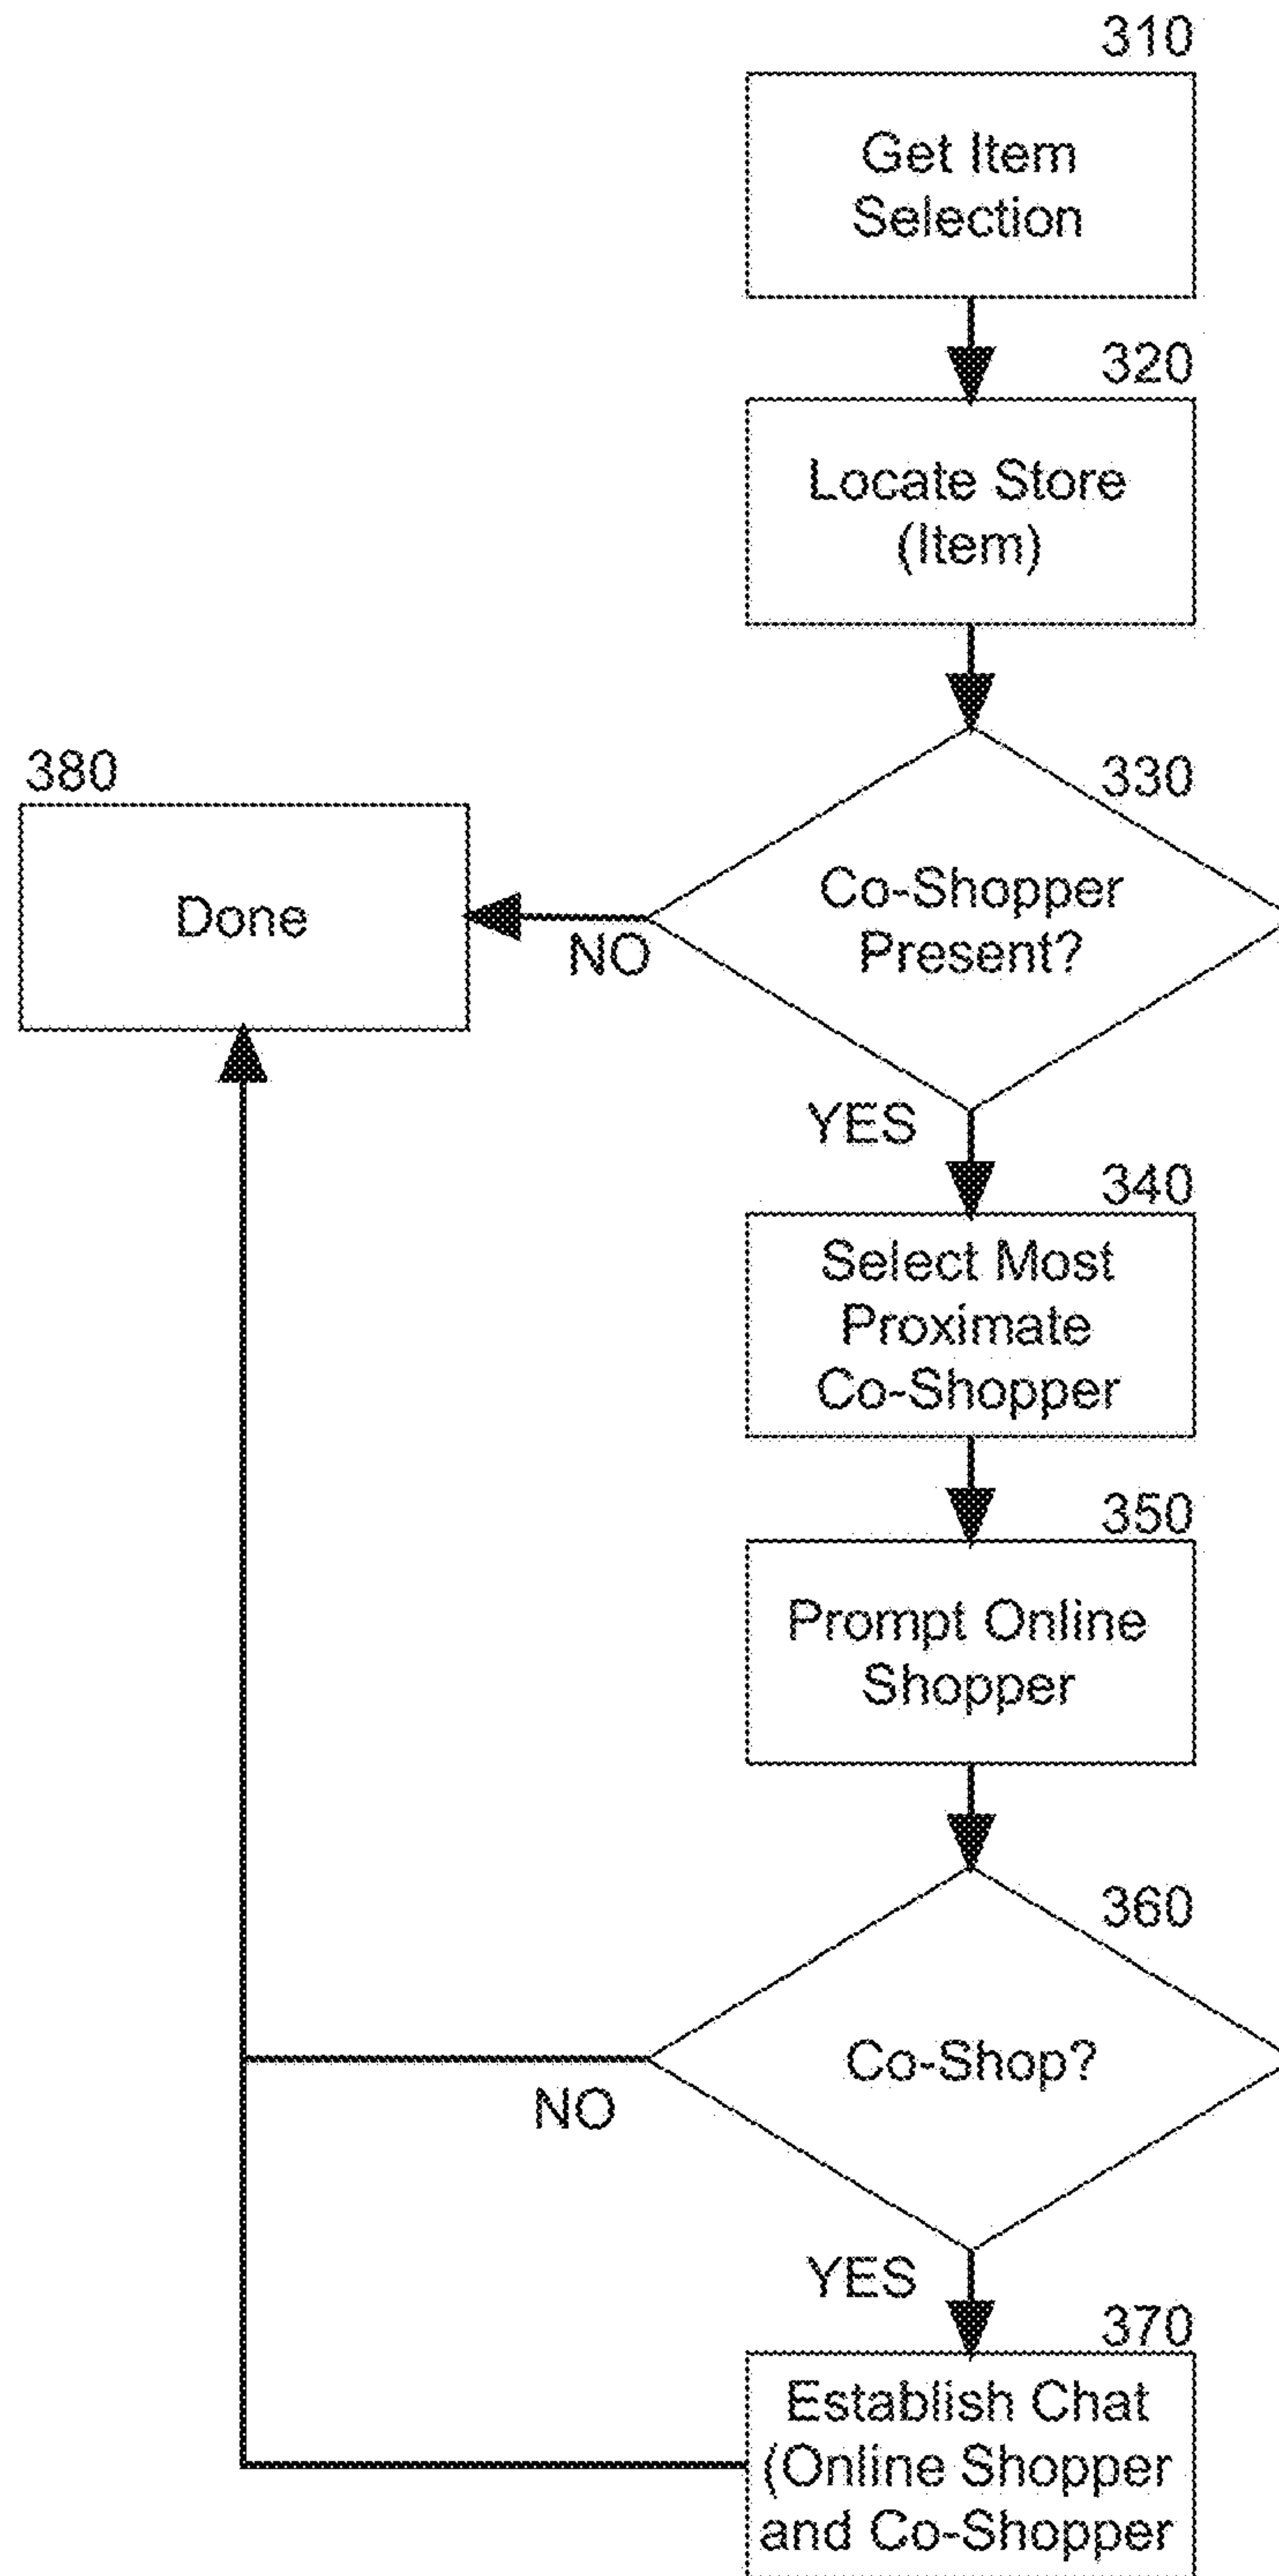 310
Get Item
Selection
320
Locate Store
(Item)
330
Co-Shopper
Present?
380
Done
NO
YES
340
Select Most
Proximate
Co-Shopper
350
Prompt Online
Shopper
360
Co-Shop?
NO
YES
370
Establish Chat
(Online Shopper
and Co-Shopper